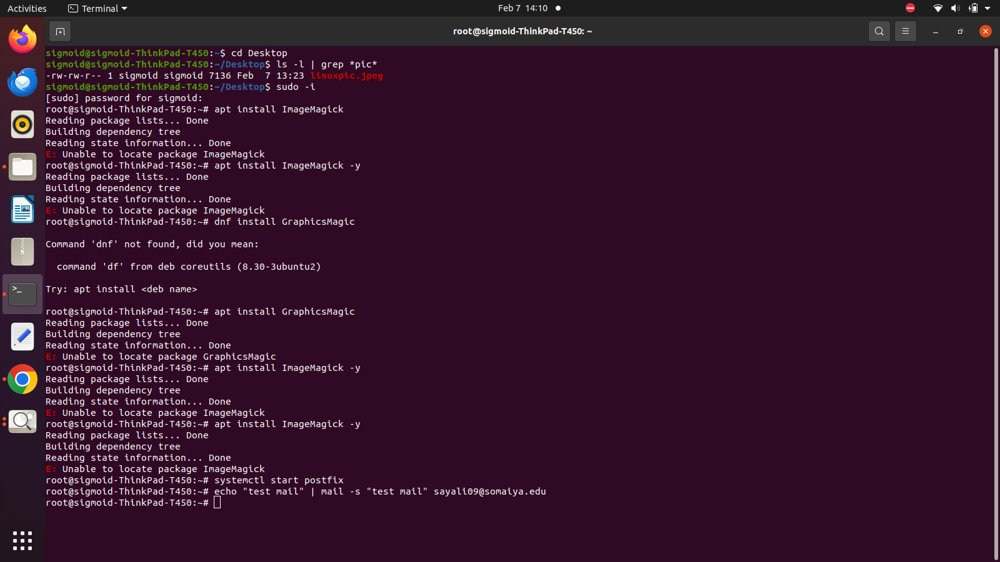 Activities
Terminal
Feb 7 14:10
root@sigmoid-ThinkPad-T450: ~
sigmoid@sigmoid-ThinkPad-T450:~$ cd Desktop
sigmoid@sigmoid-ThinkPad-T450:~/Desktop$ ls -l | grep *pic*
-rw-rw-r-- 1 sigmoid sigmoid 7136 Feb  7 13:23 linuxpic.jpeg
sigmoid@sigmoid-ThinkPad-T450:~/Desktop$ sudo -i
[sudo] password for sigmoid:
root@sigmoid-ThinkPad-T450:~# apt install ImageMagick
Reading package lists... Done
Building dependency tree
Reading state information... Done
E: Unable to locate package ImageMagick
root@sigmoid-ThinkPad-T450:~# apt install ImageMagick -y
Reading package lists... Done
Building dependency tree
Reading state information... Done
E: Unable to locate package ImageMagick
root@sigmoid-ThinkPad-T450:~# dnf install GraphicsMagic
Command 'dnf' not found, did you mean:
command 'df' from deb coreutils (8.30-3ubuntu2)
Try: apt install <deb name>
root@sigmoid-ThinkPad-T450:~# apt install GraphicsMagic
Reading package lists... Done
Building dependency tree
Reading state information... Done
E: Unable to locate package GraphicsMagic
root@sigmoid-ThinkPad-T450:~# apt install ImageMagick -y
Reading package lists... Done
Building dependency tree
Reading state information... Done
E: Unable to locate package ImageMagick
root@sigmoid-ThinkPad-T450:~# apt install ImageMagick -y
Reading package lists... Done
Building dependency tree
Reading state information... Done
E: Unable to locate package ImageMagick
root@sigmoid-ThinkPad-T450:~# systemctl start postfix
root@sigmoid-ThinkPad-T450:~# echo "test mail" | mail -s "test mail" sayali09@somaiya.edu
root@sigmoid-ThinkPad-T450:~#